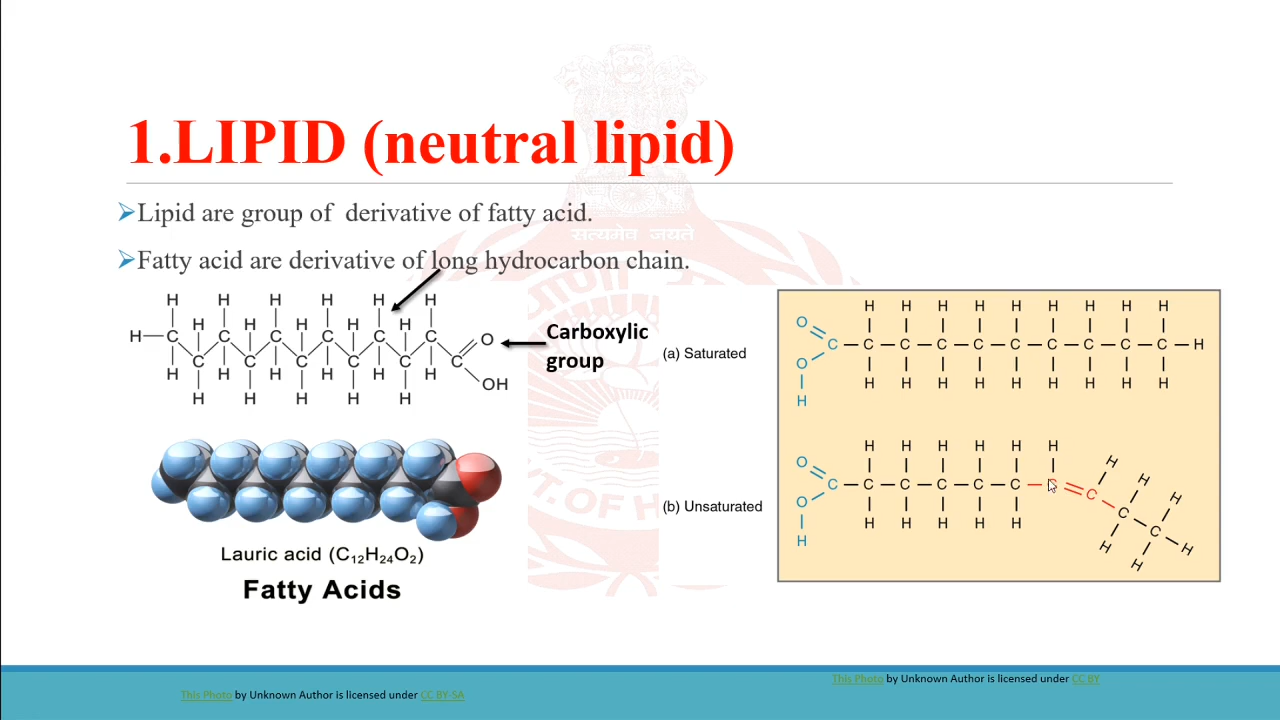 1.LIPID (neutral lipid)
सत्यमेव जयते
➢Lipid are group of  derivative of fatty acid.
➢Fatty acid are derivative of long hydrocarbon chain.
H H H H H H
H H H H H
H C C C C C C O
C C C C C C
H H H H H H OH
H H H H H
Carboxylic
group
Lauric acid (C₁₂H₂₄O₂)
Fatty Acids
(a) Saturated
H H H H H H H H H
O
C C C C C C C C C C H
O
H H H H H H H H H
H
(b) Unsaturated
H H H H H H
O H H H
C C C C C C C C
O C
H H H H H C H
H H H
This Photo by Unknown Author is licensed under CC BY-SA
This Photo by Unknown Author is licensed under CC BY